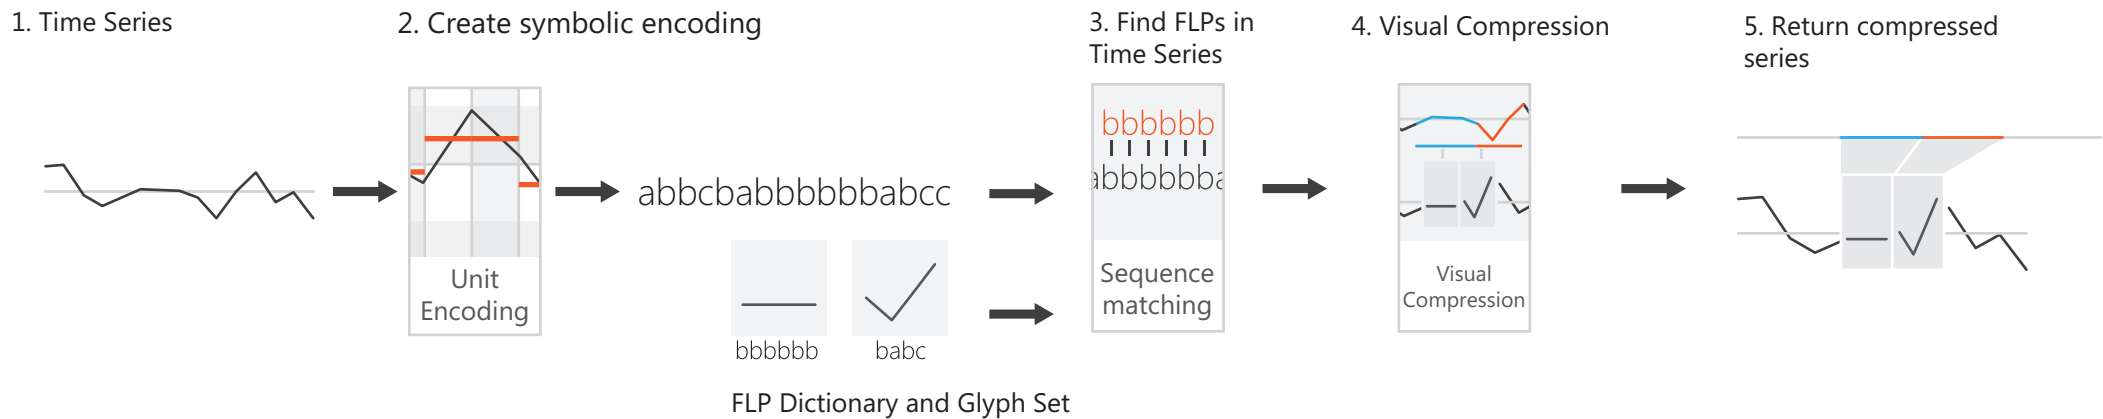 1. Time Series
2. Create symbolic encoding
3. Find FLPs in
Time Series
4. Visual Compression
5. Return compressed
series
abbcbabbbbbbabcc
bbbbbb
abbbbbba
Unit
Encoding
Sequence
matching
Visual
Compression
bbbbbb
babc
FLP Dictionary and Glyph Set